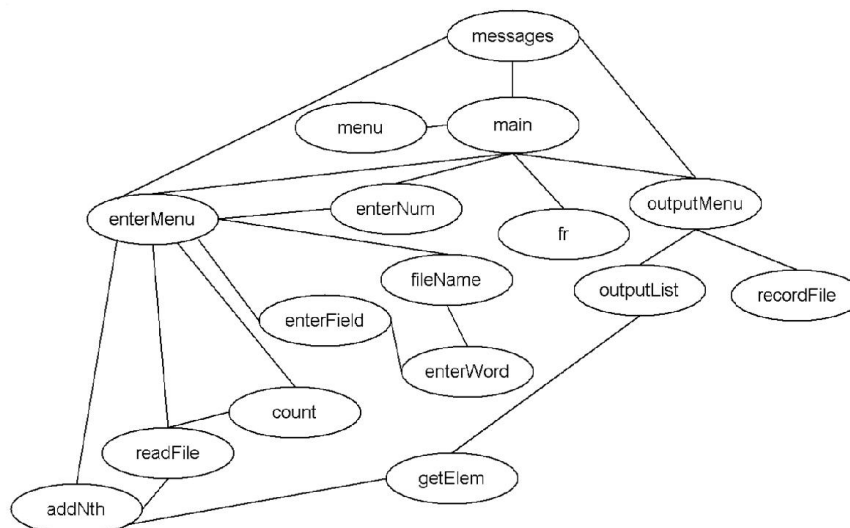 messages
menu
main
enterMenu
enterNum
fr
outputMenu
fileName
outputList
recordFile
enterField
enterWord
count
readFile
getElem
addNth